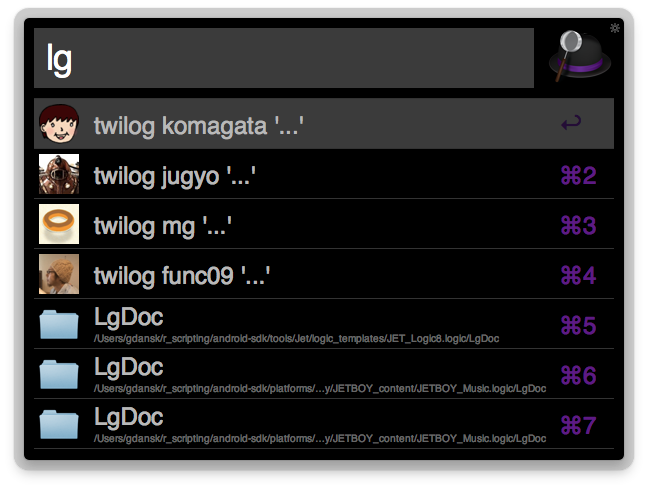 lg
twilog komagata '...'
↩
twilog jugyo '...'
⌘2
twilog mg '...'
⌘3
twilog func09 '...'
⌘4
LgDoc
/Users/gdansk/r_scripting/android-sdk/tools/Jet/logic_templates/JET_Logic8.logic/LgDoc
⌘5
LgDoc
/Users/gdansk/r_scripting/android-sdk/platforms/...y/JETBOY_content/JETBOY_Music.logic/LgDoc
⌘6
LgDoc
/Users/gdansk/r_scripting/android-sdk/platforms/...y/JETBOY_content/JETBOY_Music.logic/LgDoc
⌘7